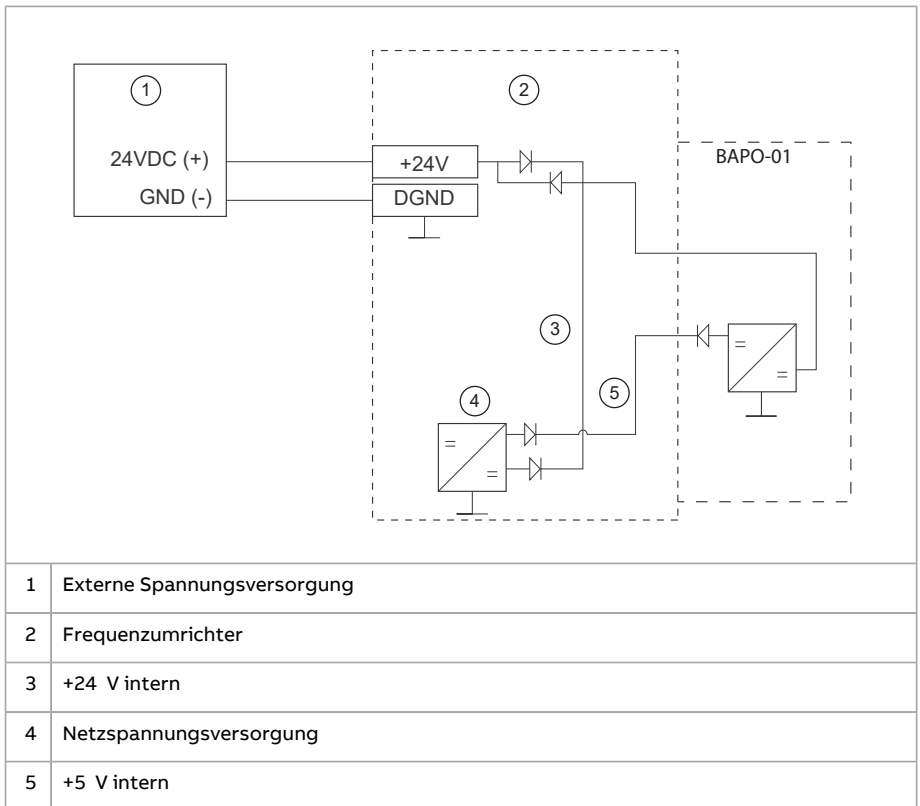 1
2
BAPO-01
24VDC (+)
+24V
GND (-)
DGND
3
5
4
=
=
=
=
1 Externe Spannungsversorgung
2 Frequenzumrichter
3 +24 V intern
4 Netzspannungsversorgung
5 +5 V intern